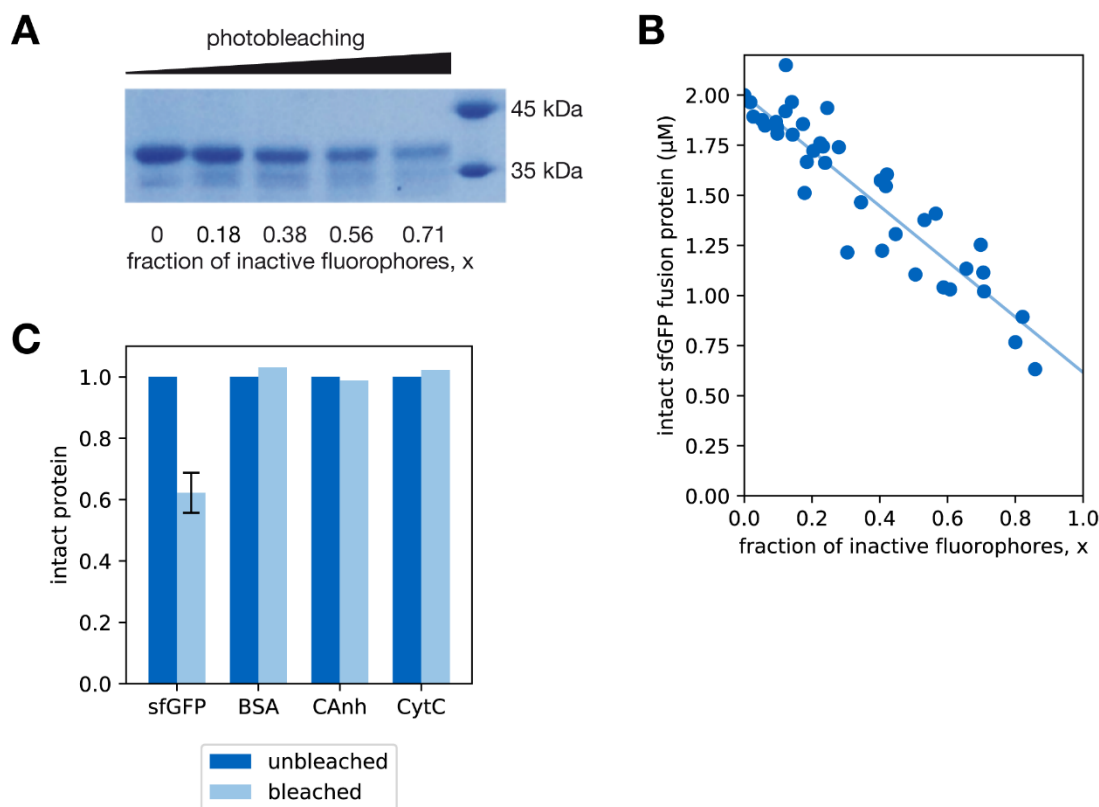 A
photobleaching
45 kDa
35 kDa
0 0.18 0.38 0.56 0.71
fraction of inactive fluorophores, x
B
intact sfGFP fusion protein (µM)
2.00
1.75
1.50
1.25
1.00
0.75
0.50
0.25
0.00
0.0 0.2 0.4 0.6 0.8 1.0
fraction of inactive fluorophores, x
C
intact protein
1.0
0.8
0.6
0.4
0.2
0.0
sfGFP BSA CAnh CytC
unbleached
bleached